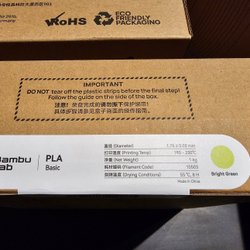 RoHS
ECO
FRIENDLY
PACKAGING
IMPORTANT
DO NOT tear off the plastic strips before the final step!
Follow the guide on the side of the box.
Bambu
Lab
PLA
Basic
直径 (Diameter)
1.75 ± 0.03 mm
打印温度 (Printing Temp)
190 - 230°C
净重 (Net Weight)
1 kg
耗材编码 (Filament Code)
10503
烘干条件 (Drying Conditions)
55°C, 8 H
Made in China
Bright Green